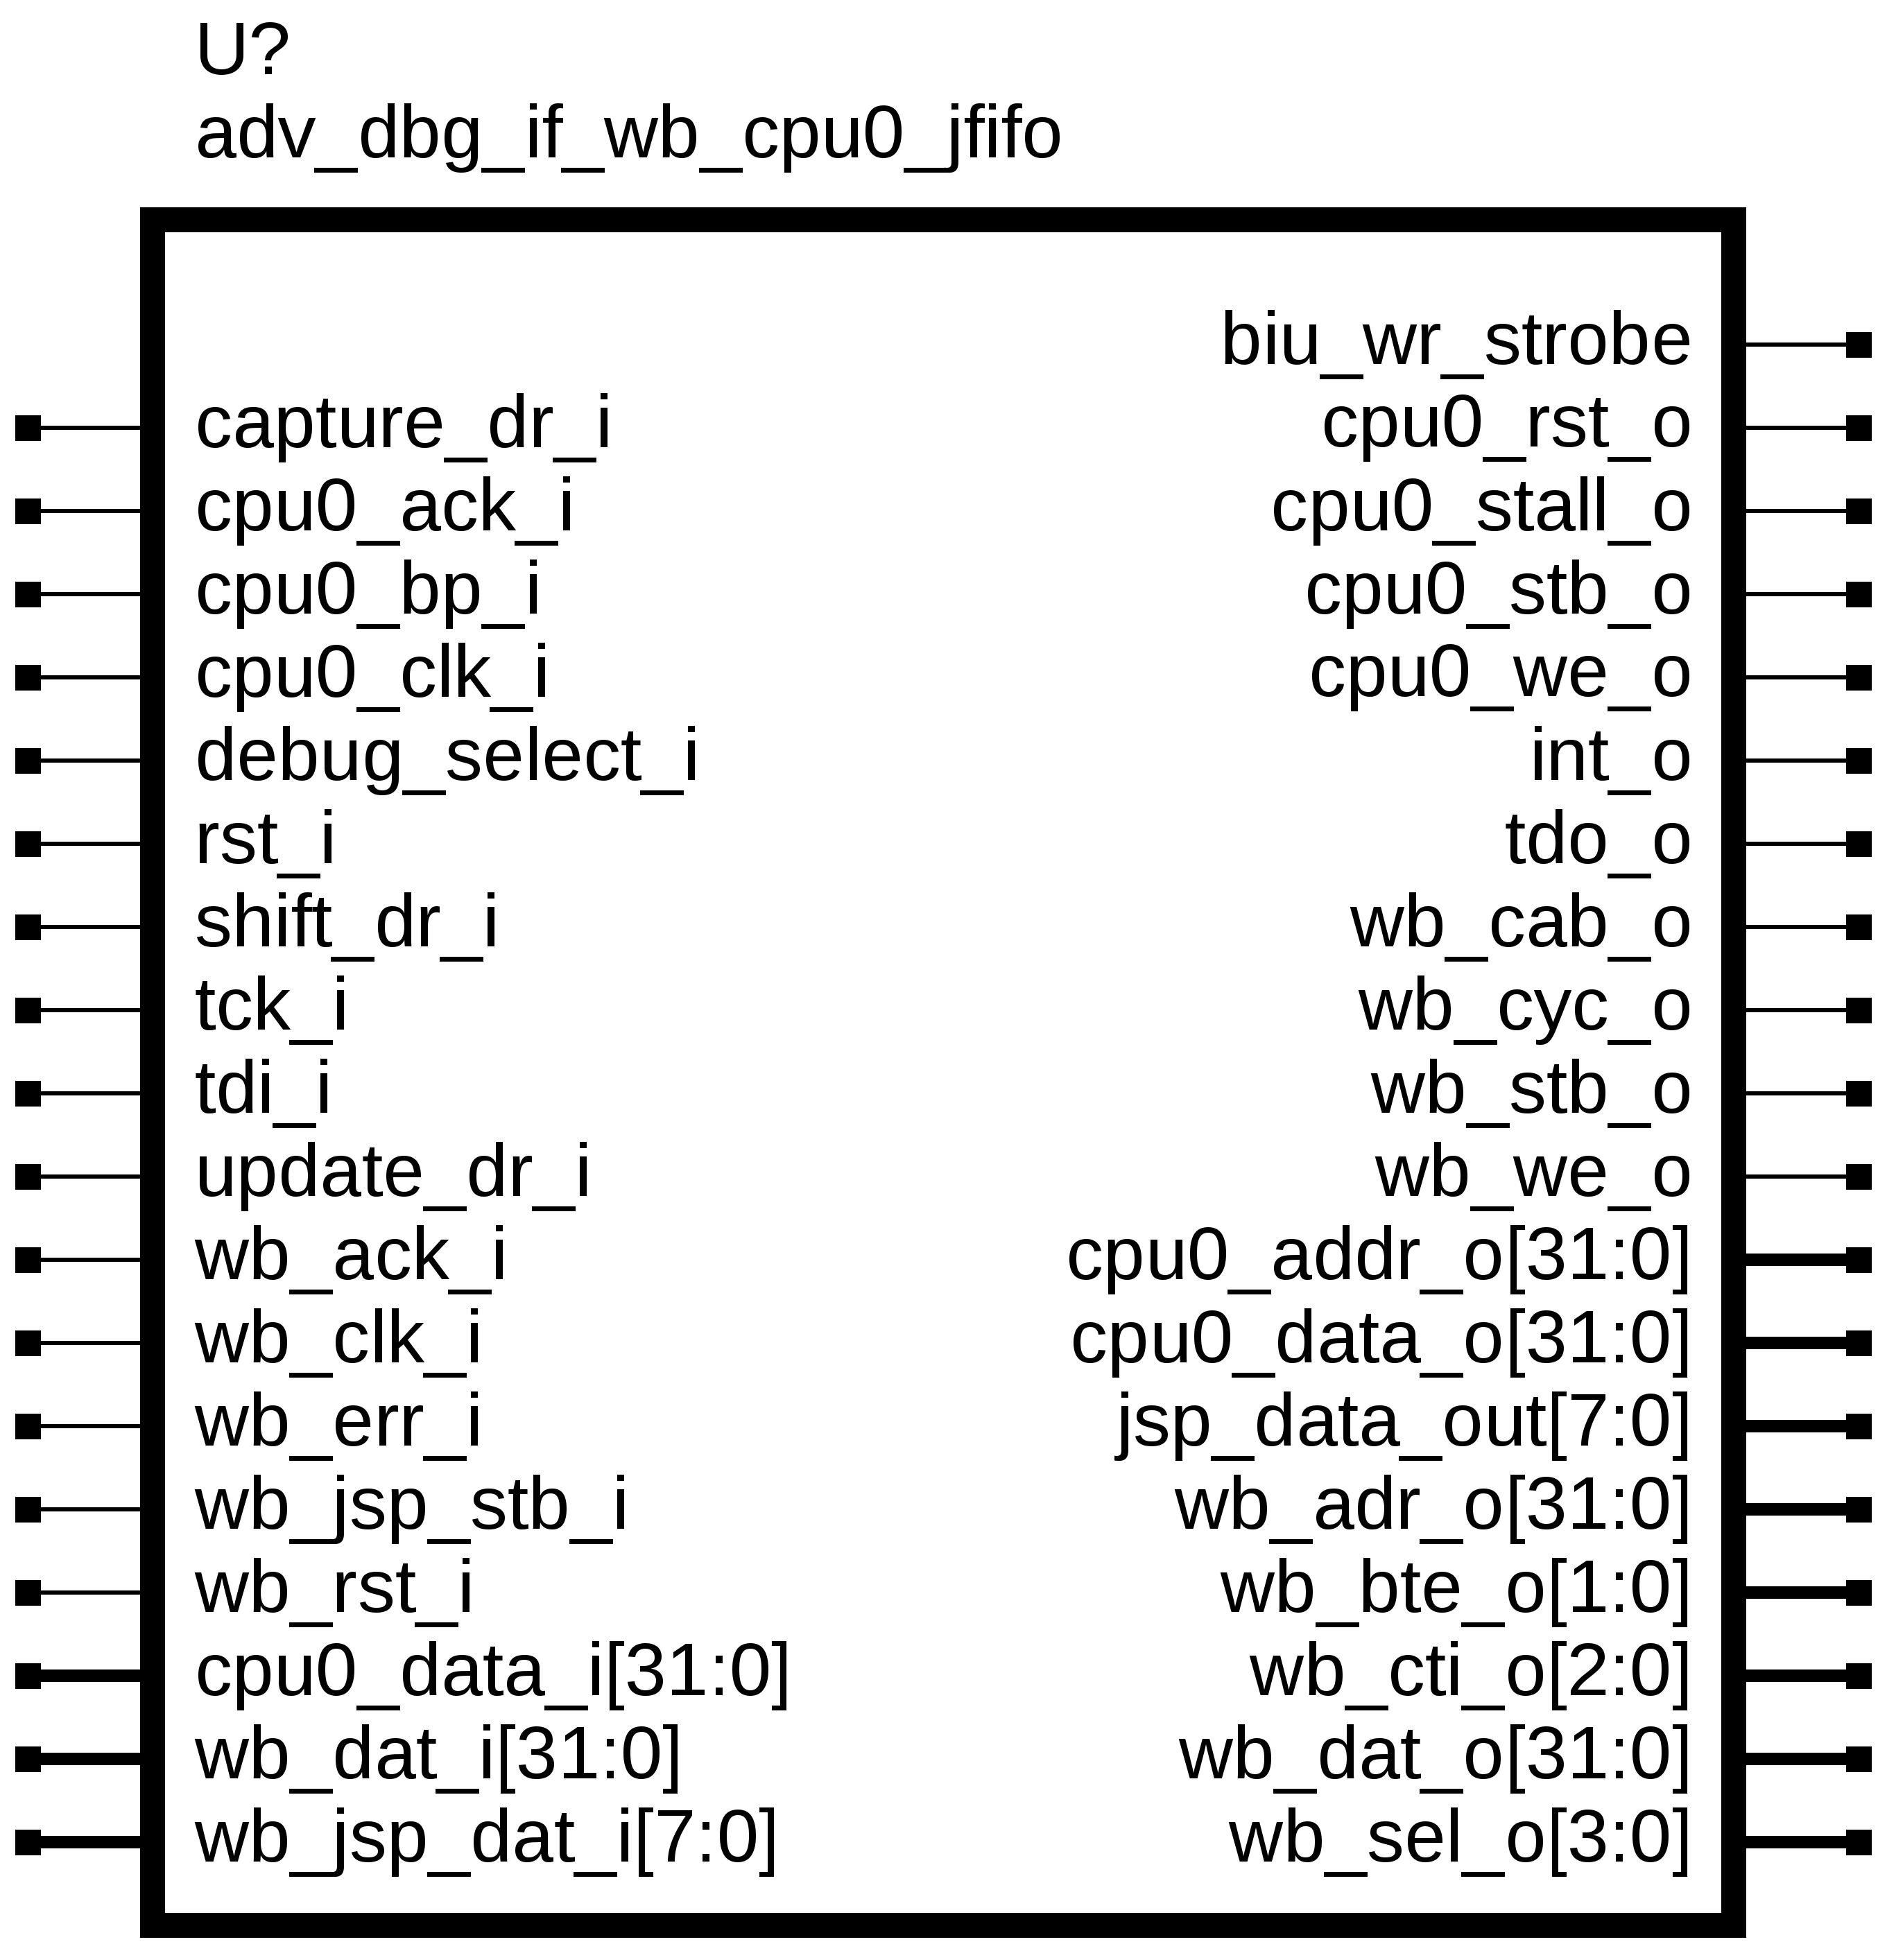 U?
adv_dbg_if_wb_cpu0_jfifo
biu_wr_strobe
capture_dr_i cpu0_rst_o
cpu0_ack_i cpu0_stall_o
cpu0_bp_i cpu0_stb_o
cpu0_clk_i cpu0_we_o
debug_select_i int_o
rst_i tdo_o
shift_dr_i wb_cab_o
tck_i wb_cyc_o
tdi_i wb_stb_o
update_dr_i wb_we_o
wb_ack_i cpu0_addr_o[31:0]
wb_clk_i cpu0_data_o[31:0]
wb_err_i jsp_data_out[7:0]
wb_jsp_stb_i wb_adr_o[31:0]
wb_rst_i wb_bte_o[1:0]
cpu0_data_i[31:0] wb_cti_o[2:0]
wb_dat_i[31:0] wb_dat_o[31:0]
wb_jsp_dat_i[7:0] wb_sel_o[3:0]